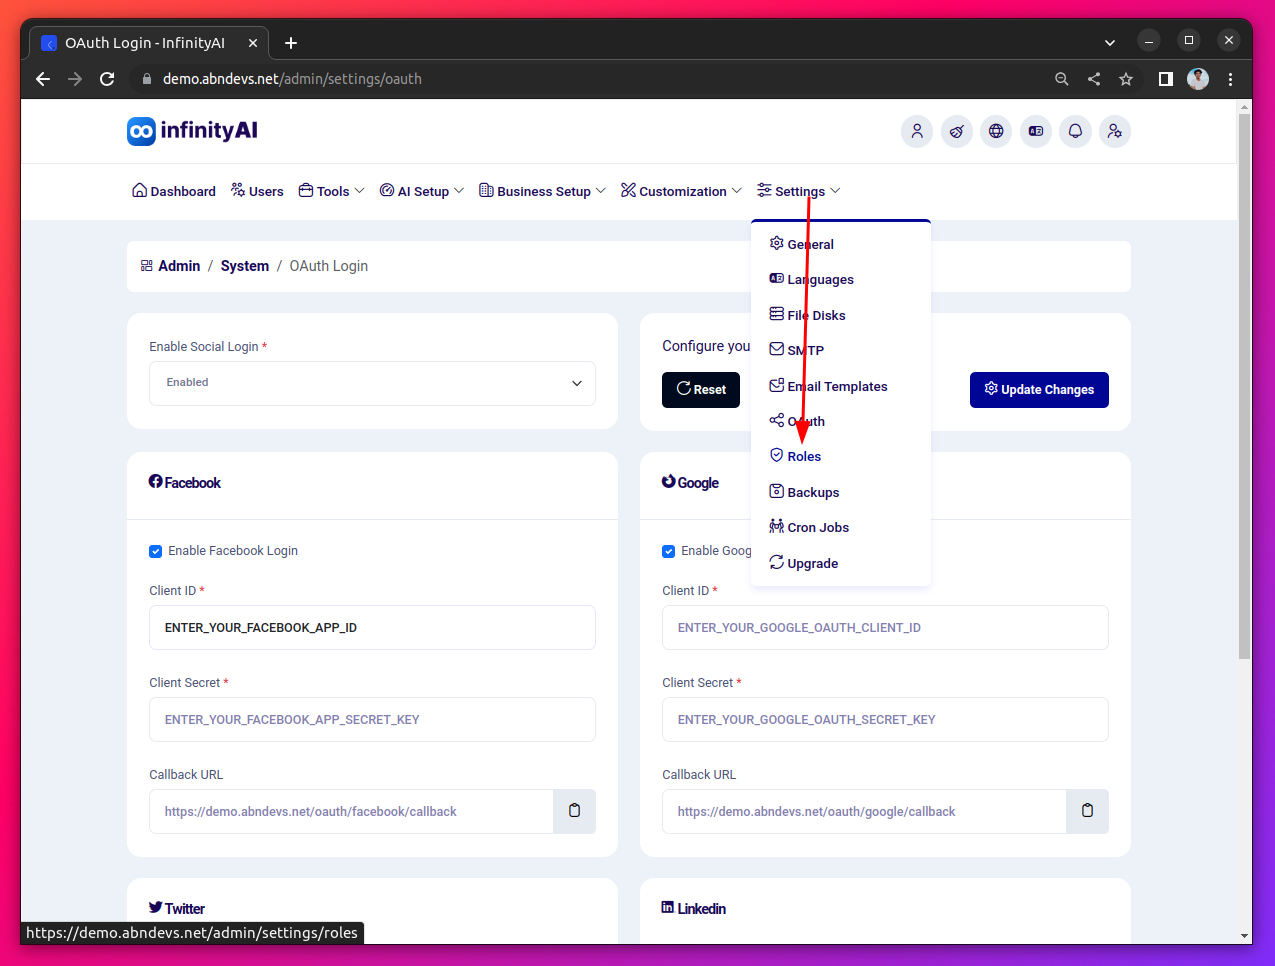 OAuth Login - InfinityAI
demo.abndevs.net/admin/settings/oauth
infinityAI
Dashboard Users Tools AI Setup Business Setup Customization Settings
Admin / System / OAuth Login
General
Languages
File Disks
SMTP
Email Templates
OAuth
Roles
Backups
Cron Jobs
Upgrade
Enable Social Login *
Enabled
Configure you
Reset
Update Changes
Facebook
Enable Facebook Login
Client ID *
ENTER_YOUR_FACEBOOK_APP_ID
Client Secret *
ENTER_YOUR_FACEBOOK_APP_SECRET_KEY
Callback URL
https://demo.abndevs.net/oauth/facebook/callback
Google
Enable Goog
Client ID *
ENTER_YOUR_GOOGLE_OAUTH_CLIENT_ID
Client Secret *
ENTER_YOUR_GOOGLE_OAUTH_SECRET_KEY
Callback URL
https://demo.abndevs.net/oauth/google/callback
Twitter
Linkedin
https://demo.abndevs.net/admin/settings/roles